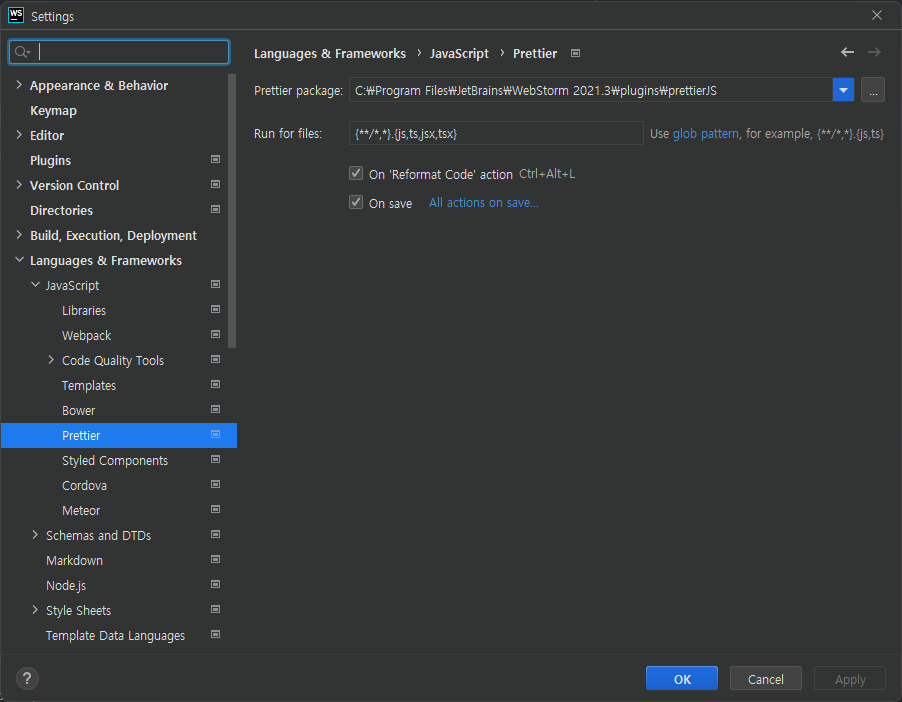 WS Settings
Languages & Frameworks › JavaScript › Prettier
Appearance & Behavior
Keymap
Editor
Plugins
Version Control
Directories
Build, Execution, Deployment
Languages & Frameworks
JavaScript
Libraries
Webpack
Code Quality Tools
Templates
Bower
Prettier
Styled Components
Cordova
Meteor
Schemas and DTDs
Markdown
Node.js
Style Sheets
Template Data Languages
Prettier package: C:₩Program Files₩JetBrains₩WebStorm 2021.3₩plugins₩prettierJS ...
Run for files: {**/*,*}.{js,ts,jsx,tsx} Use glob pattern, for example, {**/*,*}.{js,ts}
On 'Reformat Code' action Ctrl+Alt+L
On save All actions on save...
? OK Cancel Apply